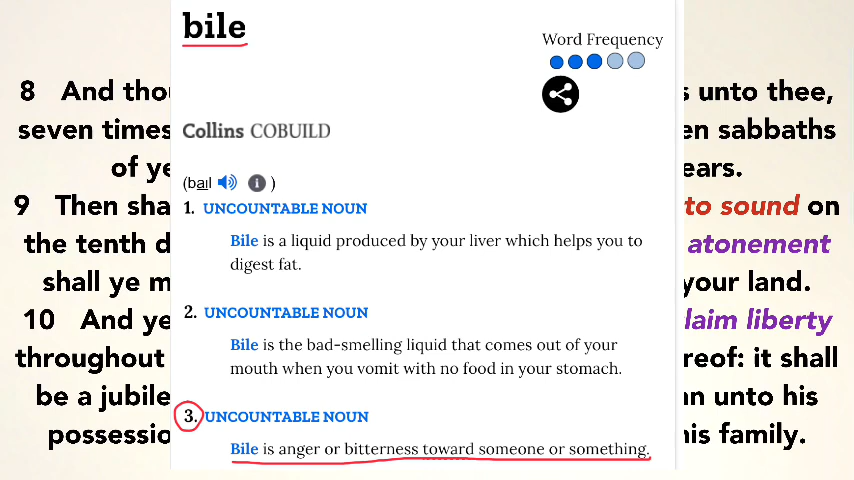 bile
Word Frequency
Collins COBUILD
(baɪl i )
1. UNCOUNTABLE NOUN
Bile is a liquid produced by your liver which helps you to
digest fat.
2. UNCOUNTABLE NOUN
Bile is the bad-smelling liquid that comes out of your
mouth when you vomit with no food in your stomach.
3. UNCOUNTABLE NOUN
Bile is anger or bitterness toward someone or something.
8 And thou
seven times
of ye
9 Then sha
the tenth d
shall ye m
10 And ye
throughout
be a jubile
possessio
s unto thee,
en sabbaths
ears.
to sound on
atonement
your land.
laim liberty
reof: it shall
n unto his
his family.